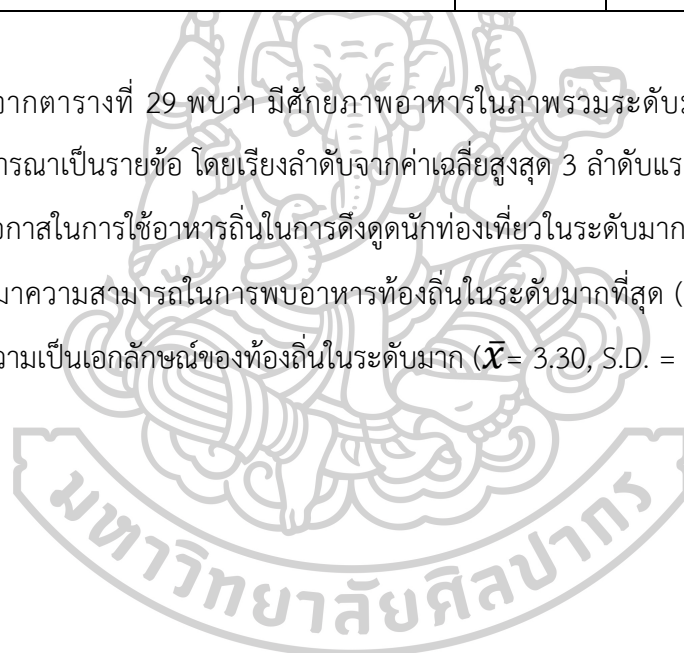 จากตารางที่ 29 พบว่า มีศักยภาพอาหารในภาพรวมระดับ
ารณาเป็นรายข้อ โดยเรียงลำดับจากค่าเฉลี่ยสูงสุด 3 ลำดับแร
อกาสในการใช้อาหารถิ่นในการดึงดูดนักท่องเที่ยวในระดับมาก
มาความสามารถในการพบอาหารท้องถิ่นในระดับมากที่สุด (
วามเป็นเอกลักษณ์ของท้องถิ่นในระดับมาก (x̄= 3.30, S.D. =
มหาวิทยาลัยศิลปากร